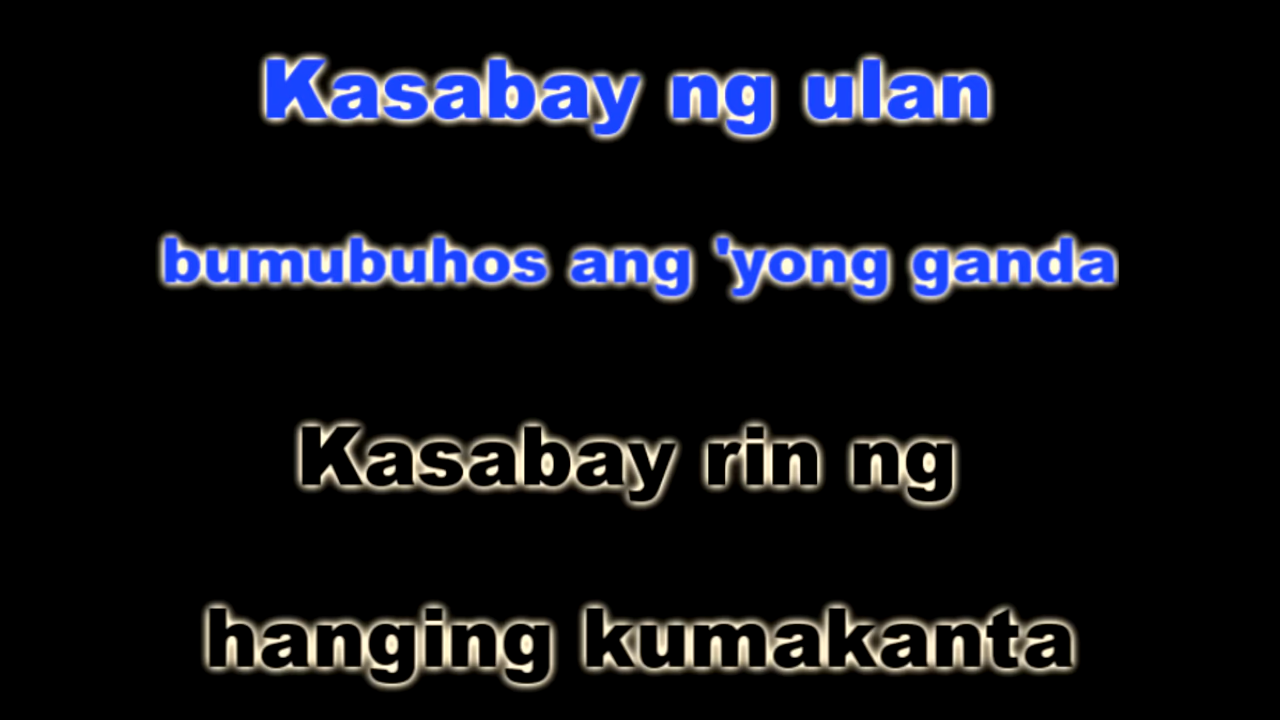 Kasabay ng ulan
bumubuhos ang 'yong ganda
Kasabay rin ng
hanging kumakanta